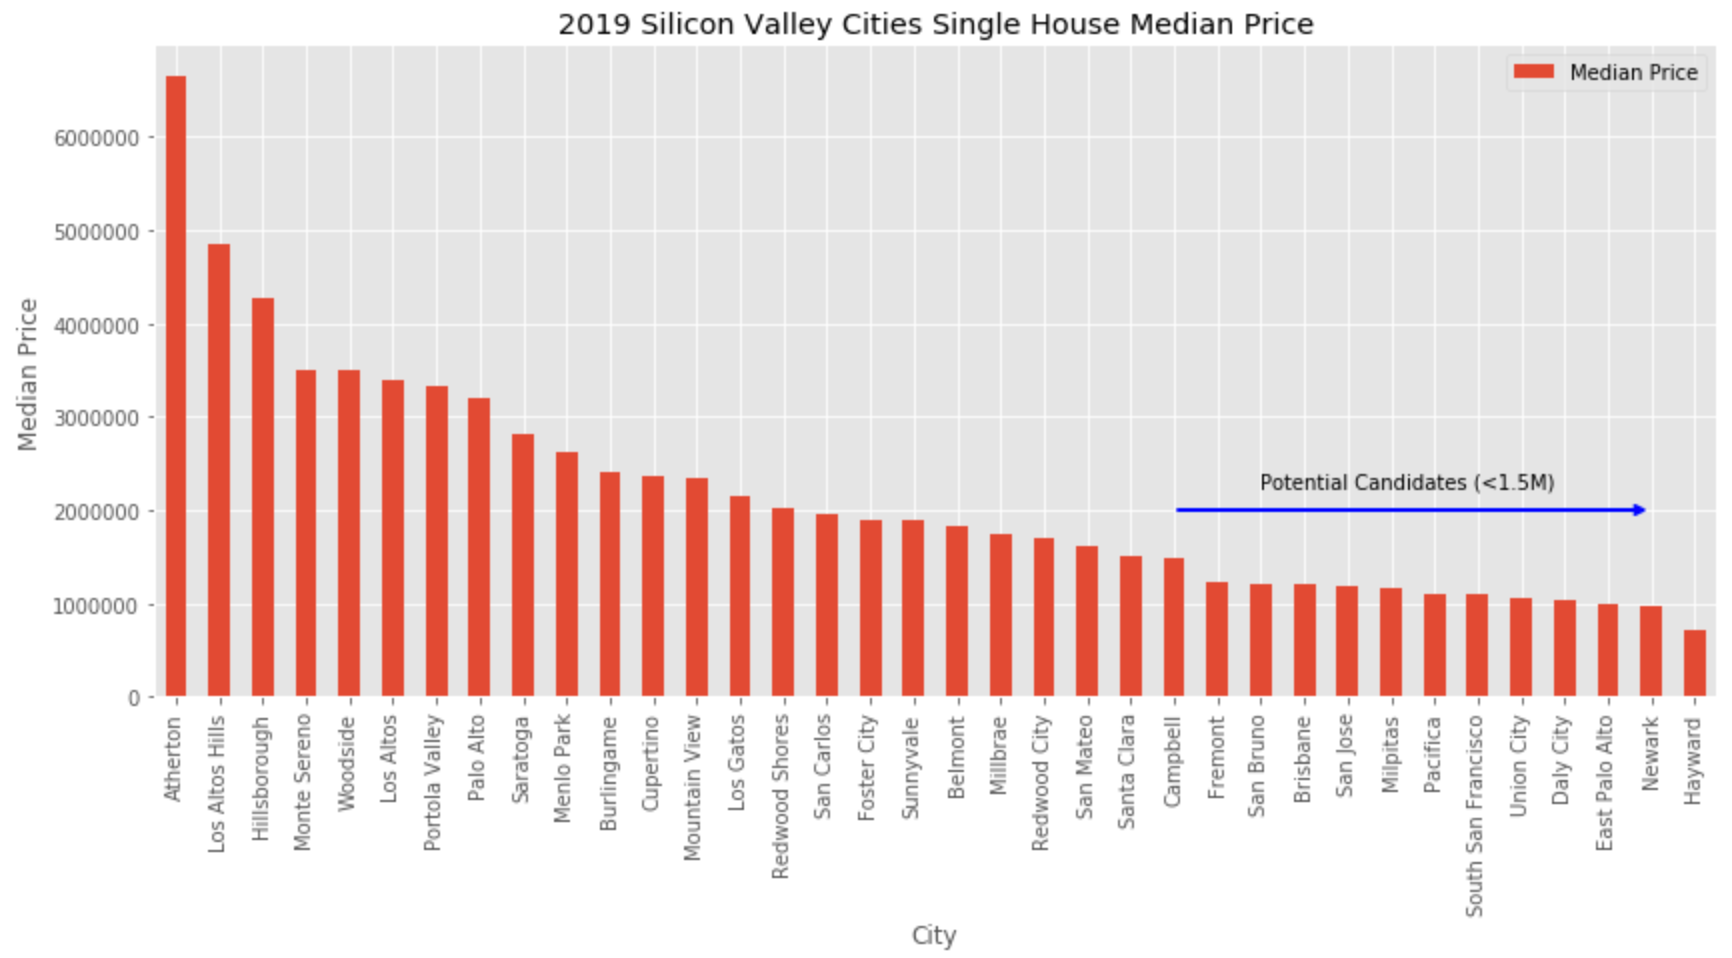 2019 Silicon Valley Cities Single House Median Price
Median Price
6000000
5000000
4000000
3000000
2000000
1000000
0
Median Price
Potential Candidates (<1.5M)
Atherton
Los Altos Hills
Hillsborough
Monte Sereno
Woodside
Los Altos
Portola Valley
Palo Alto
Saratoga
Menlo Park
Burlingame
Cupertino
Mountain View
Los Gatos
Redwood Shores
San Carlos
Foster City
Sunnyvale
Belmont
Millbrae
Redwood City
San Mateo
Santa Clara
Campbell
Fremont
San Bruno
Brisbane
San Jose
Milpitas
Pacifica
South San Francisco
Union City
Daly City
East Palo Alto
Newark
Hayward
City